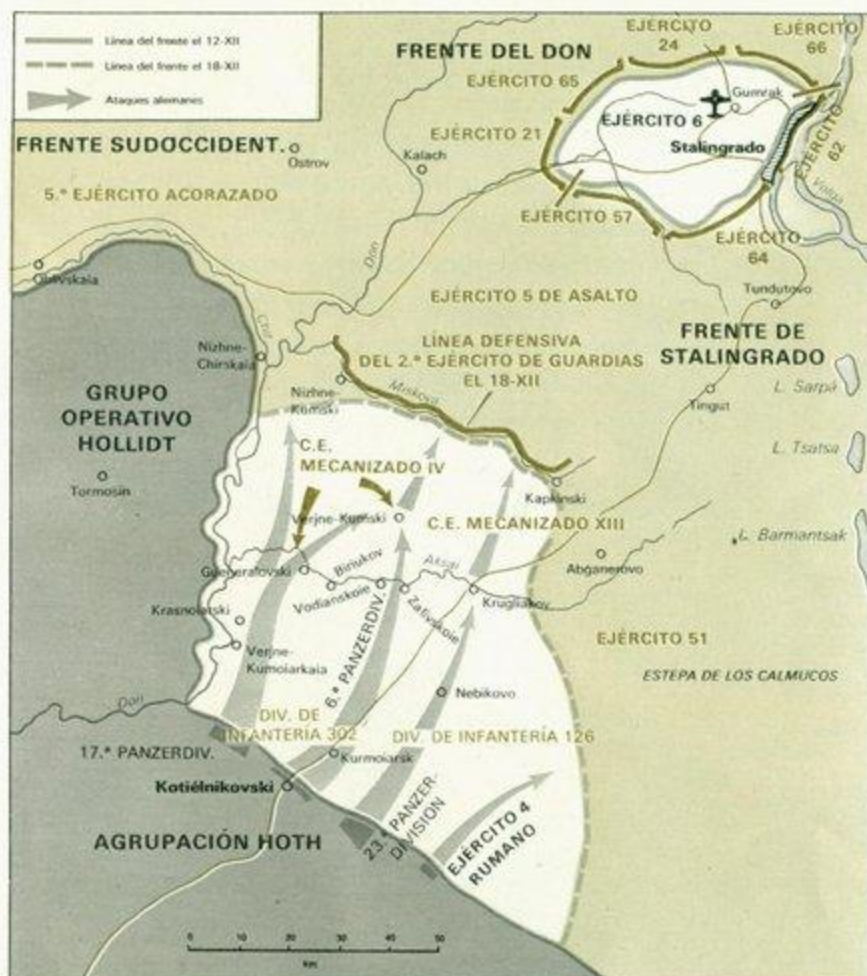 Línea del frente el 12-XII
Línea del frente el 18-XII
Ataques alemanes
FRENTE DEL DON
EJÉRCITO
24
EJÉRCITO
66
EJÉRCITO 65
Gumrak
EJÉRCITO 6
Stalingrado
EJÉRCITO
62
EJÉRCITO 21
FRENTE SUDOCCIDENT.
Ostrov
Kalach
5.º EJÉRCITO ACORAZADO
Volga
EJÉRCITO 57
EJÉRCITO
64
Don
Tundutovo
EJÉRCITO 5 DE ASALTO
Chir
FRENTE DE
STALINGRADO
LÍNEA DEFENSIVA
DEL 2.º EJÉRCITO DE GUARDIAS
EL 18-XII
Nizhne-
Chirskaia
Nizhne-
Kumski
Miskova
L. Sarpá
Tingut
GRUPO
OPERATIVO
HOLLIDT
Tormosin
C.E.
MECANIZADO IV
L. Tsatsa
Kapkinski
Verjne-Kumski
C.E. MECANIZADO XIII
L. Barmantsak
Aksai
Abganerovo
Biriukov
Vodianskoie
Zalivskoie
Krugliakov
Krasnoiarski
Verjne-
Kumoiarkaia
EJÉRCITO 51
ESTEPA DE LOS CALMUCOS
6.ª PANZERDIV.
Nebikovo
Don
DIV. DE
INFANTERÍA 302
DIV. DE INFANTERÍA 126
17.ª PANZERDIV.
Kurmoiarsk
Kotiélnikovski
23.ª PANZER-
DIVISION
EJÉRCITO 4
RUMANO
AGRUPACIÓN HOTH
0 10 20 30 40 50
Km